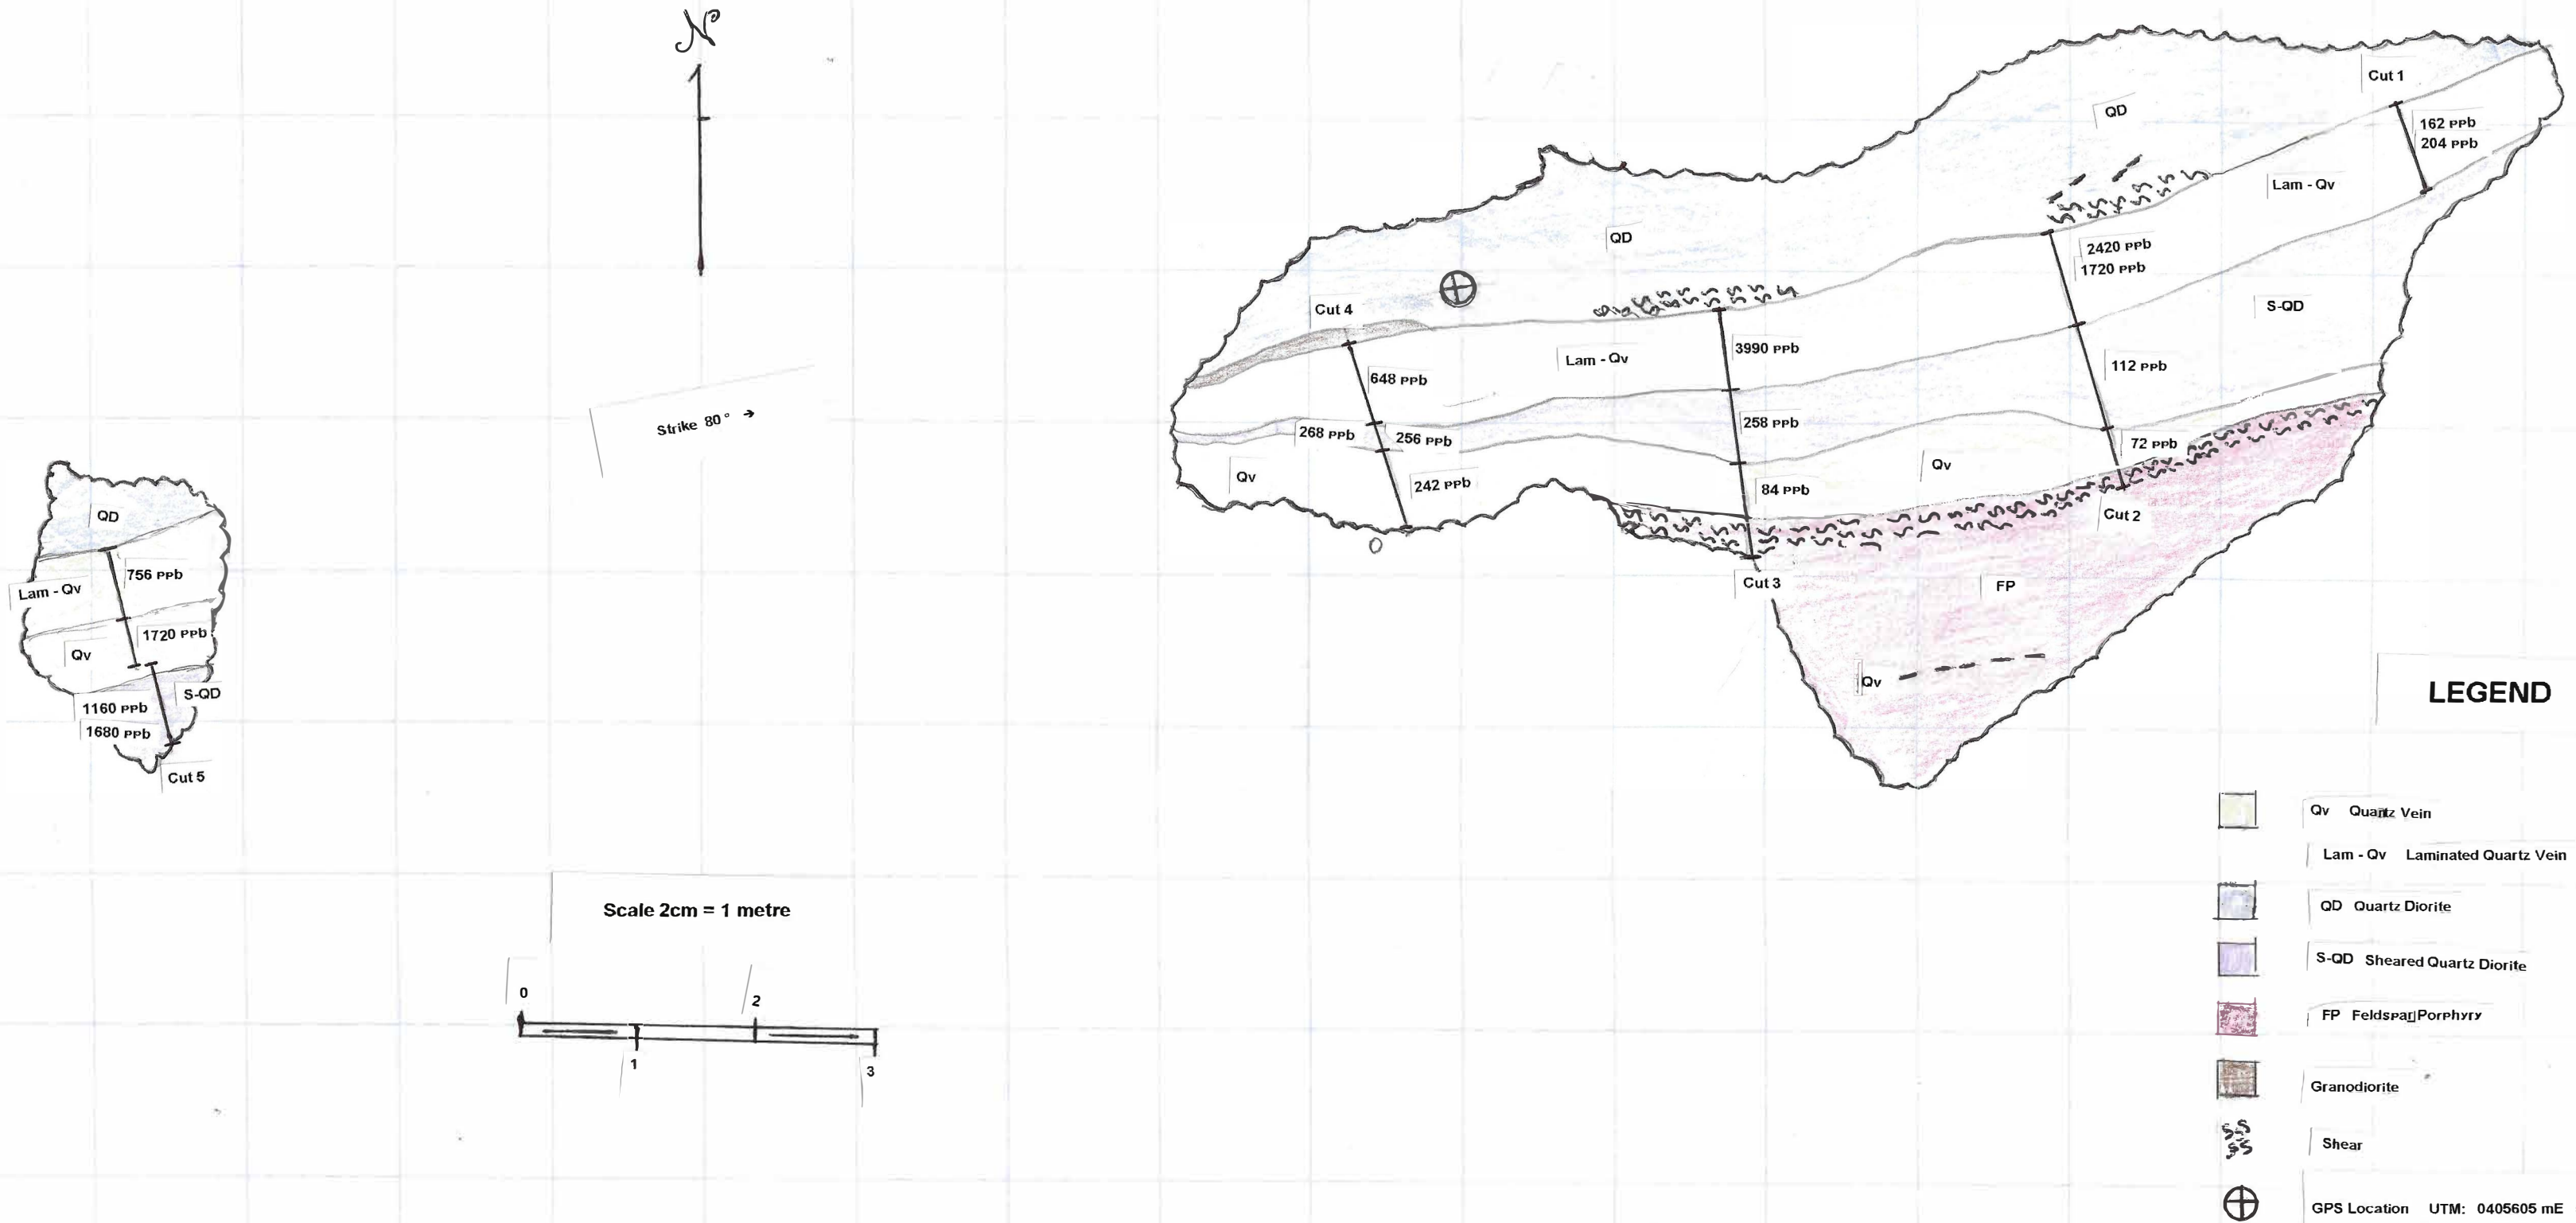 N
Cut 1
162 PPb
204 PPb
QD
Lam - Qv
2420 PPb
1720 PPb
QD
S-QD
Cut 4
3990 PPb
Lam - Qv
648 PPb
112 PPb
Strike 80° →
268 PPb
256 PPb
258 PPb
72 PPb
Qv
Qv
242 PPb
84 PPb
Cut 2
QD
O
756 PPb
Lam - Qv
Cut 3
FP
1720 PPb
Qv
S-QD
Qv
1160 PPb
1680 PPb
Cut 5
LEGEND
Qv Quartz Vein
Lam - Qv Laminated Quartz Vein
QD Quartz Diorite
S-QD Sheared Quartz Diorite
FP Feldspar Porphyry
Granodiorite
Shear
GPS Location UTM: 0405605 mE
Scale 2cm = 1 metre
0
2
1
3